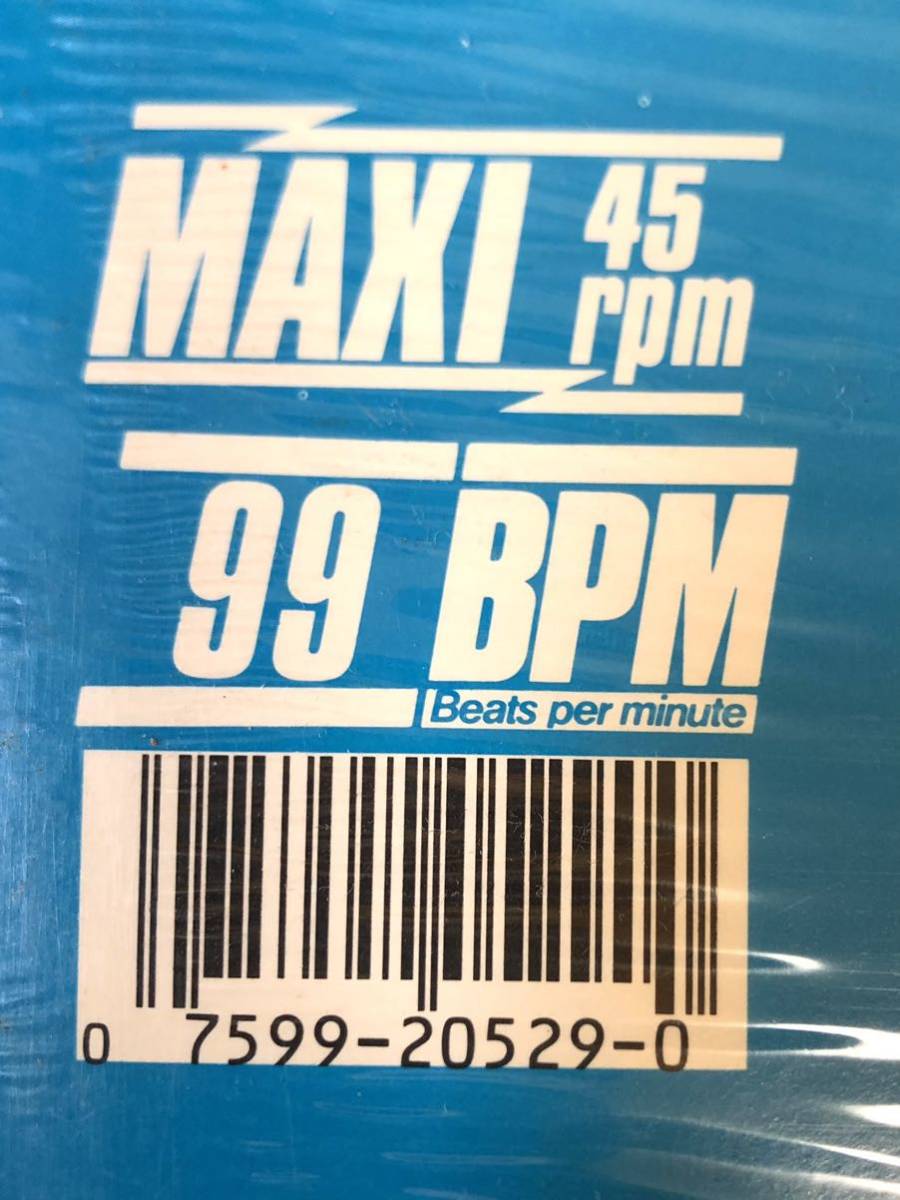 MAXI 45 rpm
99 BPM
Beats per minute
0 7599-20529-0